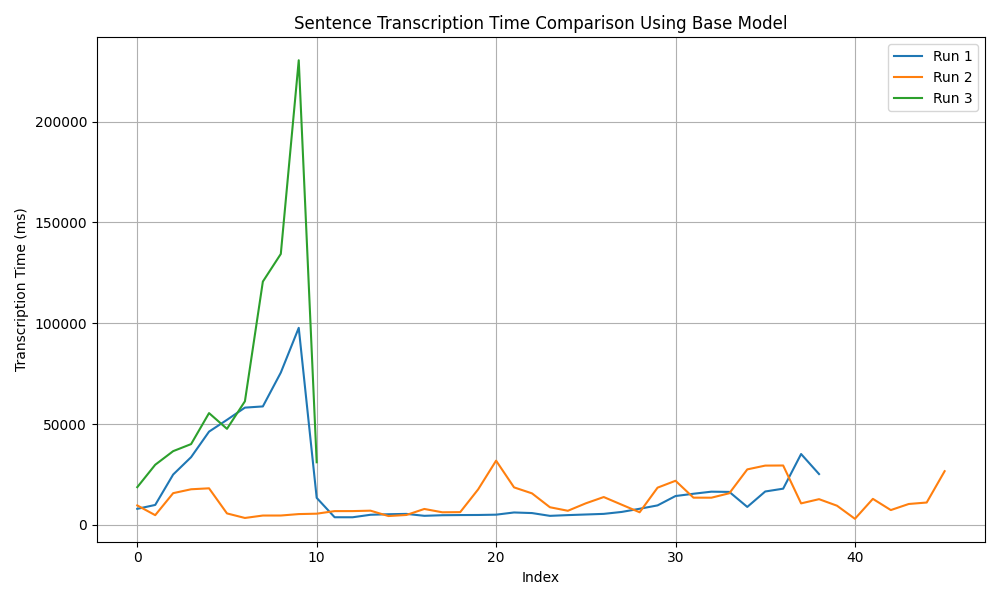 Sentence Transcription Time Comparison Using Base Model
Run 1
Run 2
Run 3
Transcription Time (ms)
200000
150000
100000
50000
0
0 10 20 30 40
Index